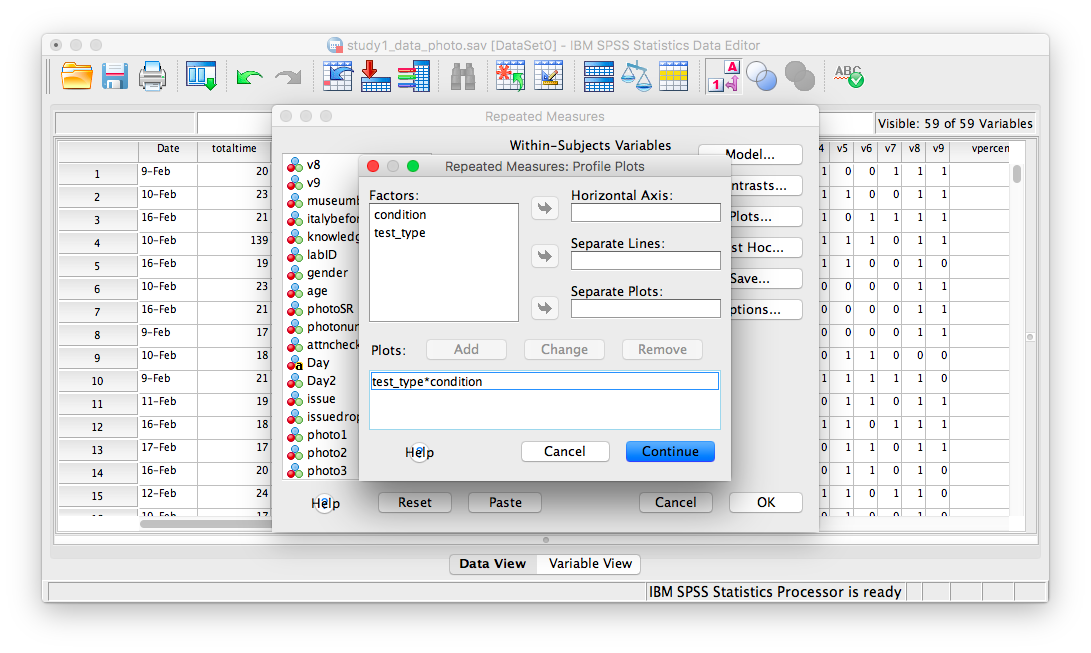 study1_data_photo.sav [DataSet0] - IBM SPSS Statistics Data Editor
A
1
ABC
Visible: 59 of 59 Variables
Repeated Measures
Within-Subjects Variables
Model...
ntrasts...
Plots...
st Hoc...
Save...
ptions...
Date totaltime
4 v5 v6 v7 v8 v9 vpercen
1 9-Feb 20 1 0 0 1 1 1
2 10-Feb 23 1 1 0 1 1 1
3 16-Feb 21 1 0 1 1 1 1
4 10-Feb 139 1 1 1 0 1 1
5 16-Feb 19 1 1 0 0 1 1
6 10-Feb 23 0 0 0 0 1 1
7 16-Feb 21 0 0 0 0 1 1
8 9-Feb 17 0 0 0 1 1 1
9 10-Feb 18 0 0 1 1 0 0
10 9-Feb 21 1 1 0 0 1 0
11 11-Feb 19 1 1 0 0 1 1
12 16-Feb 18 0 1 0 1 1 1
13 17-Feb 17 1 1 0 0 0 1
14 16-Feb 20 0 1 1 0 1 0
15 12-Feb 24 1 0 1 1 0 1
v8
v9
museumb
italybefor
knowledg
labID
gender
age
photoSR
photonum
attncheck
Day
Day2
issue
issuedrop
photo1
photo2
photo3
Repeated Measures: Profile Plots
Factors:
condition
test_type
Horizontal Axis:
Separate Lines:
Separate Plots:
Plots: Add Change Remove
test_type*condition
Help Cancel Continue
Help Reset Paste Cancel OK
Data View Variable View
IBM SPSS Statistics Processor is ready